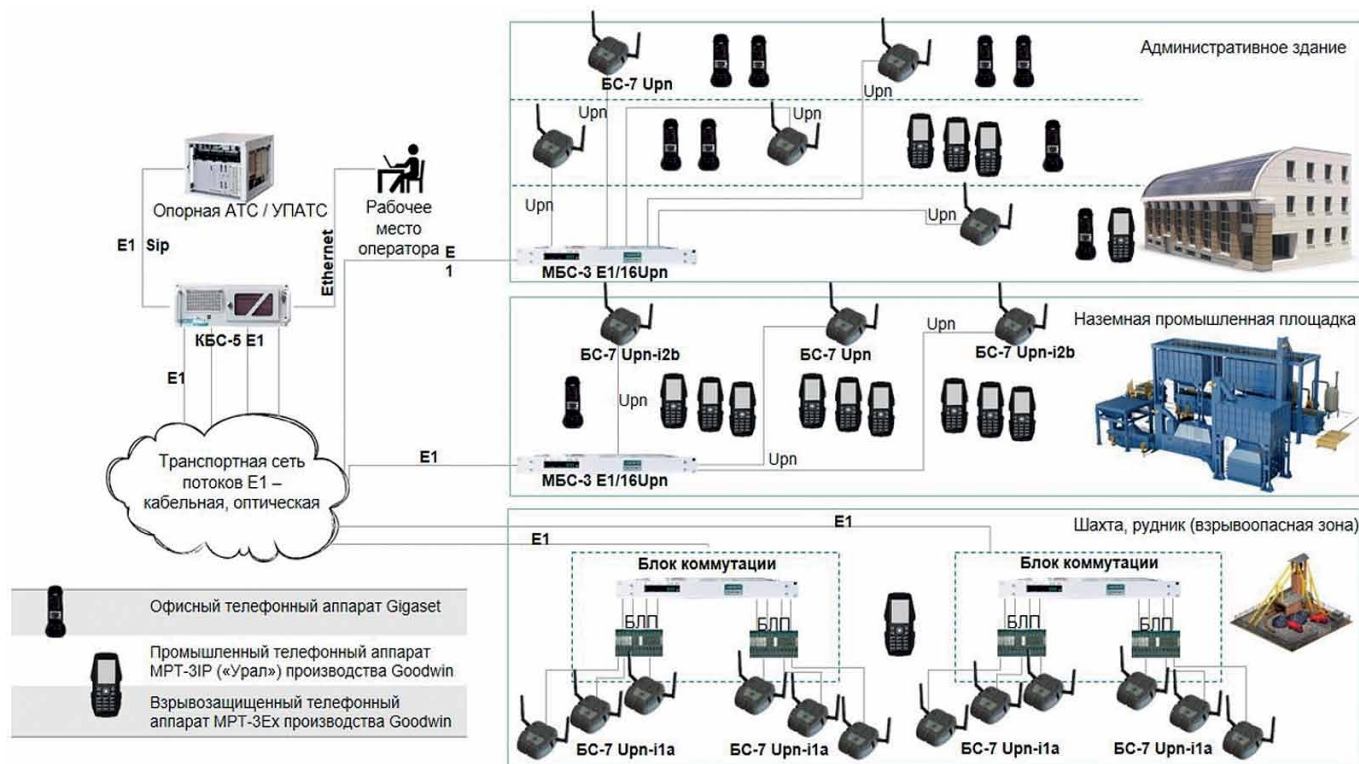 Административное здание
БС-7 Upn
Upn
Upn
Upn
Upn
Опорная АТС / УПАТС
Рабочее
место
оператора
Upn
Upn
E1
Sip
Ethernet
E
1
МБС-3 E1/16Upn
КБС-5 E1
Наземная промышленная площадка
Upn
БС-7 Upn-i2b
БС-7 Upn
БС-7 Upn-i2b
E1
Upn
Транспортная сеть
потоков Е1 –
кабельная, оптическая
E1
Upn
МБС-3 E1/16Upn
E1
Шахта, рудник (взрывоопасная зона)
E1
Блок коммутации
Блок коммутации
БЛП
БЛП
БЛП
БЛП
Офисный телефонный аппарат Gigaset
Промышленный телефонный аппарат
МРТ-3IP («Урал») производства Goodwin
Взрывозащищенный телефонный
аппарат МРТ-3Ex производства Goodwin
БС-7 Upn-i1a
БС-7 Upn-i1a
БС-7 Upn-i1a
БС-7 Upn-i1a